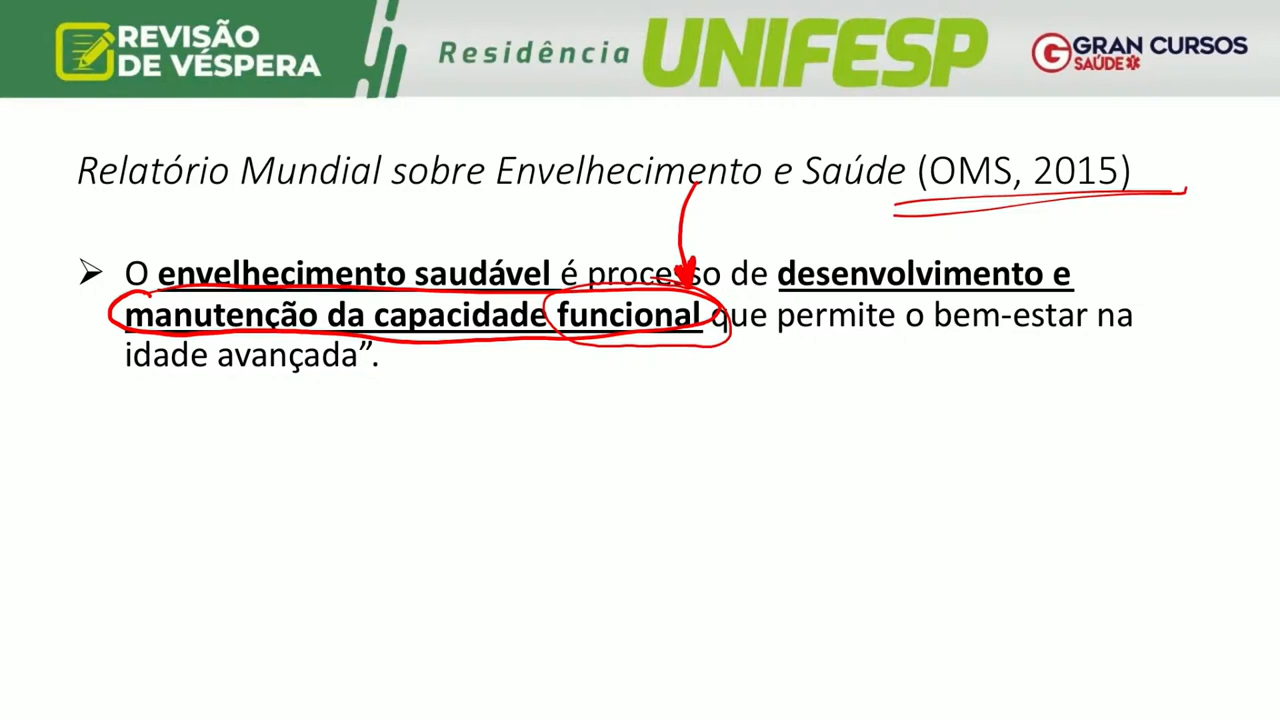 REVISÃO
DE VÉSPERA
Residência UNIFESP
GRAN CURSOS
SAÚDE
Relatório Mundial sobre Envelhecimento e Saúde (OMS, 2015)
O envelhecimento saudável é processo de desenvolvimento e
manutenção da capacidade funcional que permite o bem-estar na
idade avançada”.